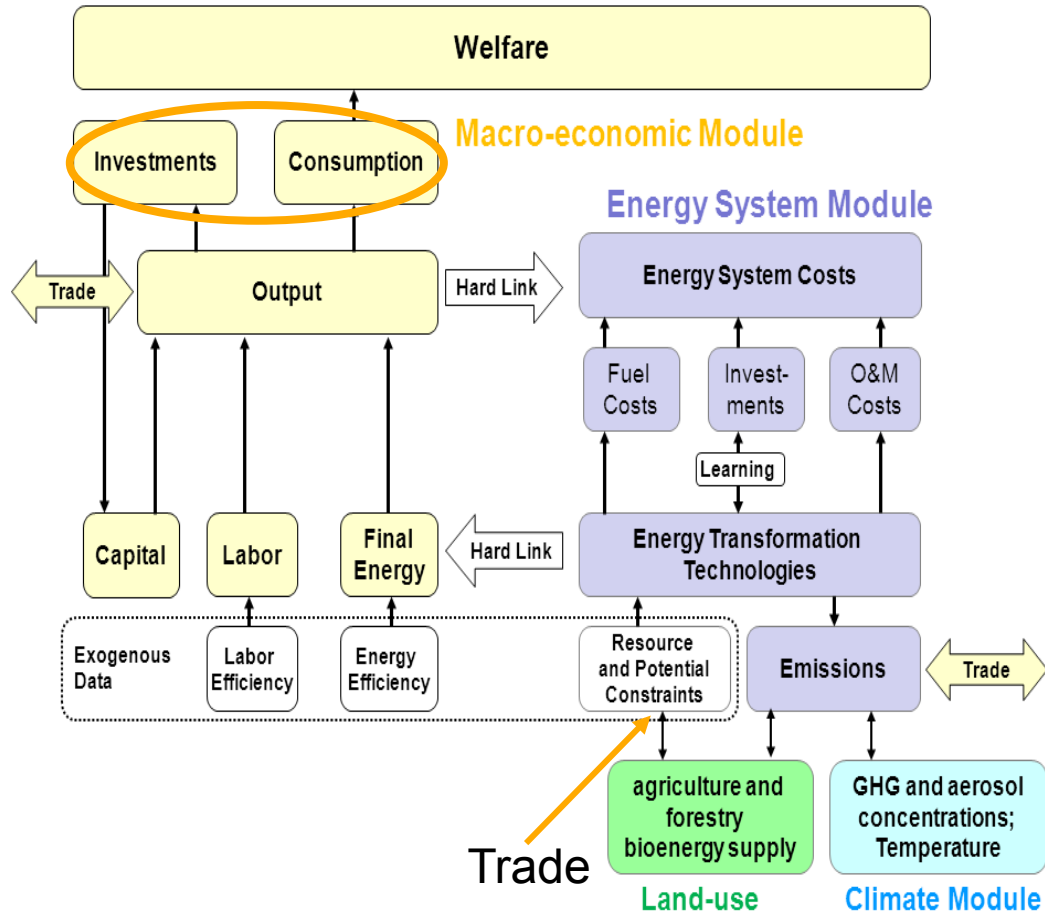 Welfare
Macro-economic Module
Investments
Consumption
Energy System Module
Trade
Output
Hard Link
Energy System Costs
Fuel
Costs
Invest-
ments
O&M
Costs
Learning
Capital
Labor
Final
Energy
Hard Link
Energy Transformation
Technologies
Exogenous
Data
Labor
Efficiency
Energy
Efficiency
Resource
and Potential
Constraints
Emissions
Trade
agriculture and
forestry
bioenergy supply
GHG and aerosol
concentrations;
Temperature
Trade
Land-use
Climate Module